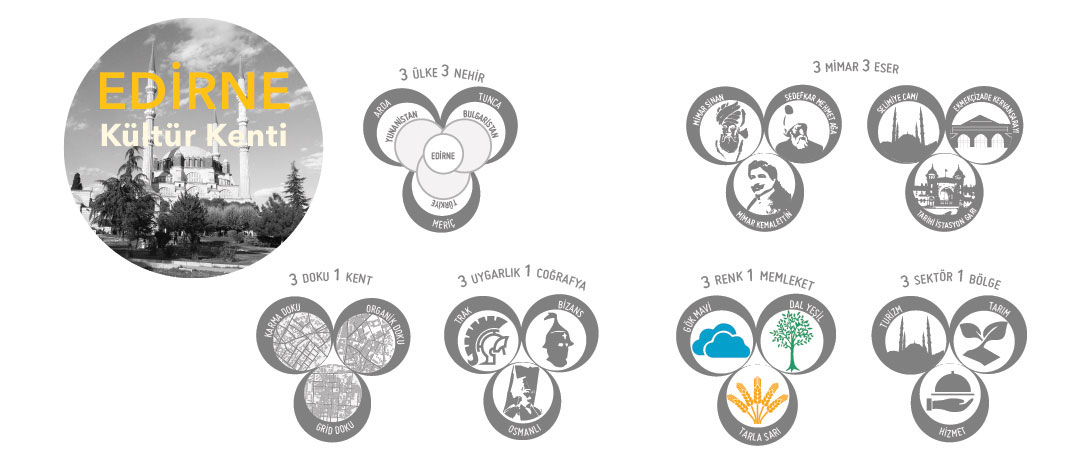 EDİRNE
Kültür Kenti
3 ÜLKE 3 NEHİR
ARDA
TUNCA
YUNANİSTAN
BULGARİSTAN
EDİRNE
TÜRKİYE
MERİÇ
3 MİMAR 3 ESER
MİMAR SİNAN
SEDEFKAR MEHMET AĞA
MİMAR KEMALETTİN
SELİMİYE CAMİ
EKMEKÇİZADE KERVANSARAYI
TARİHİ İSTASYON GARI
3 DOKU 1 KENT
KARMA DOKU
ORGANİK DOKU
GRİD DOKU
3 UYGARLIK 1 COĞRAFYA
TRAK
BİZANS
OSMANLI
3 RENK 1 MEMLEKET
GÖK MAVİ
DAL YEŞİL
TARLA SARI
3 SEKTÖR 1 BÖLGE
TURİZM
TARIM
HİZMET